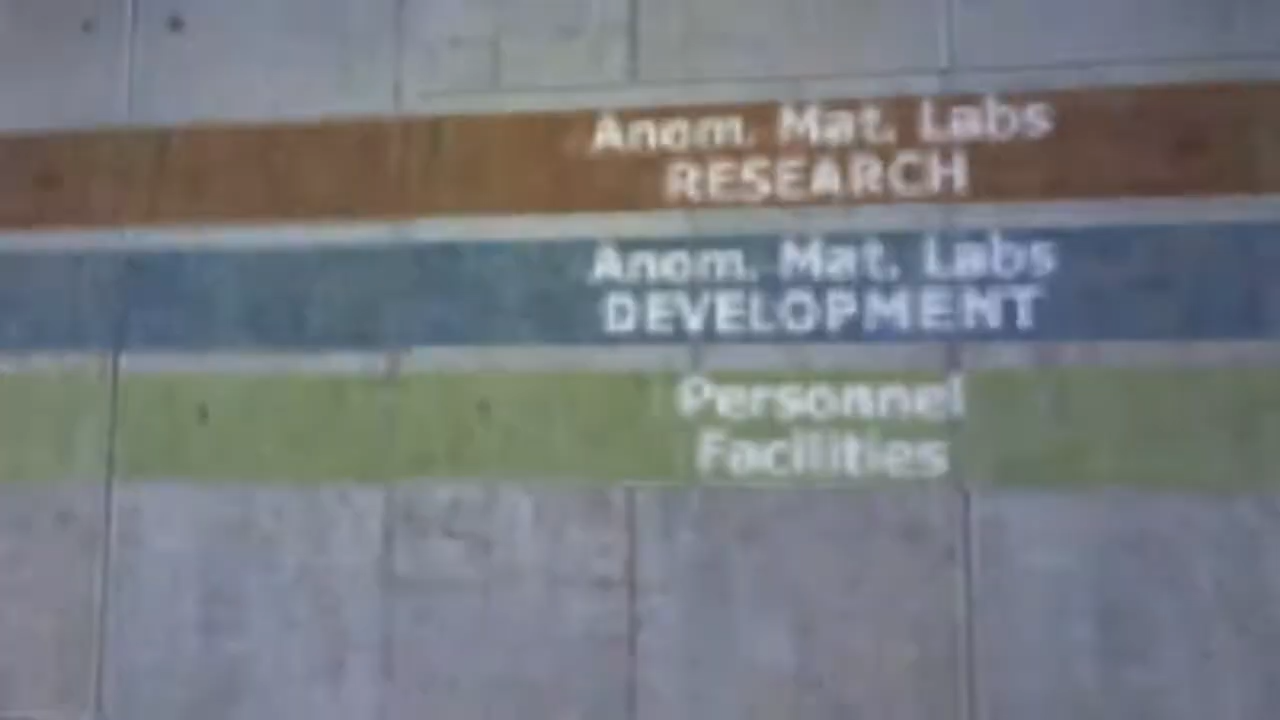 Anom. Mat. Labs
RESEARCH
Anom. Mat. Labs
DEVELOPMENT
Personnel
Facilities